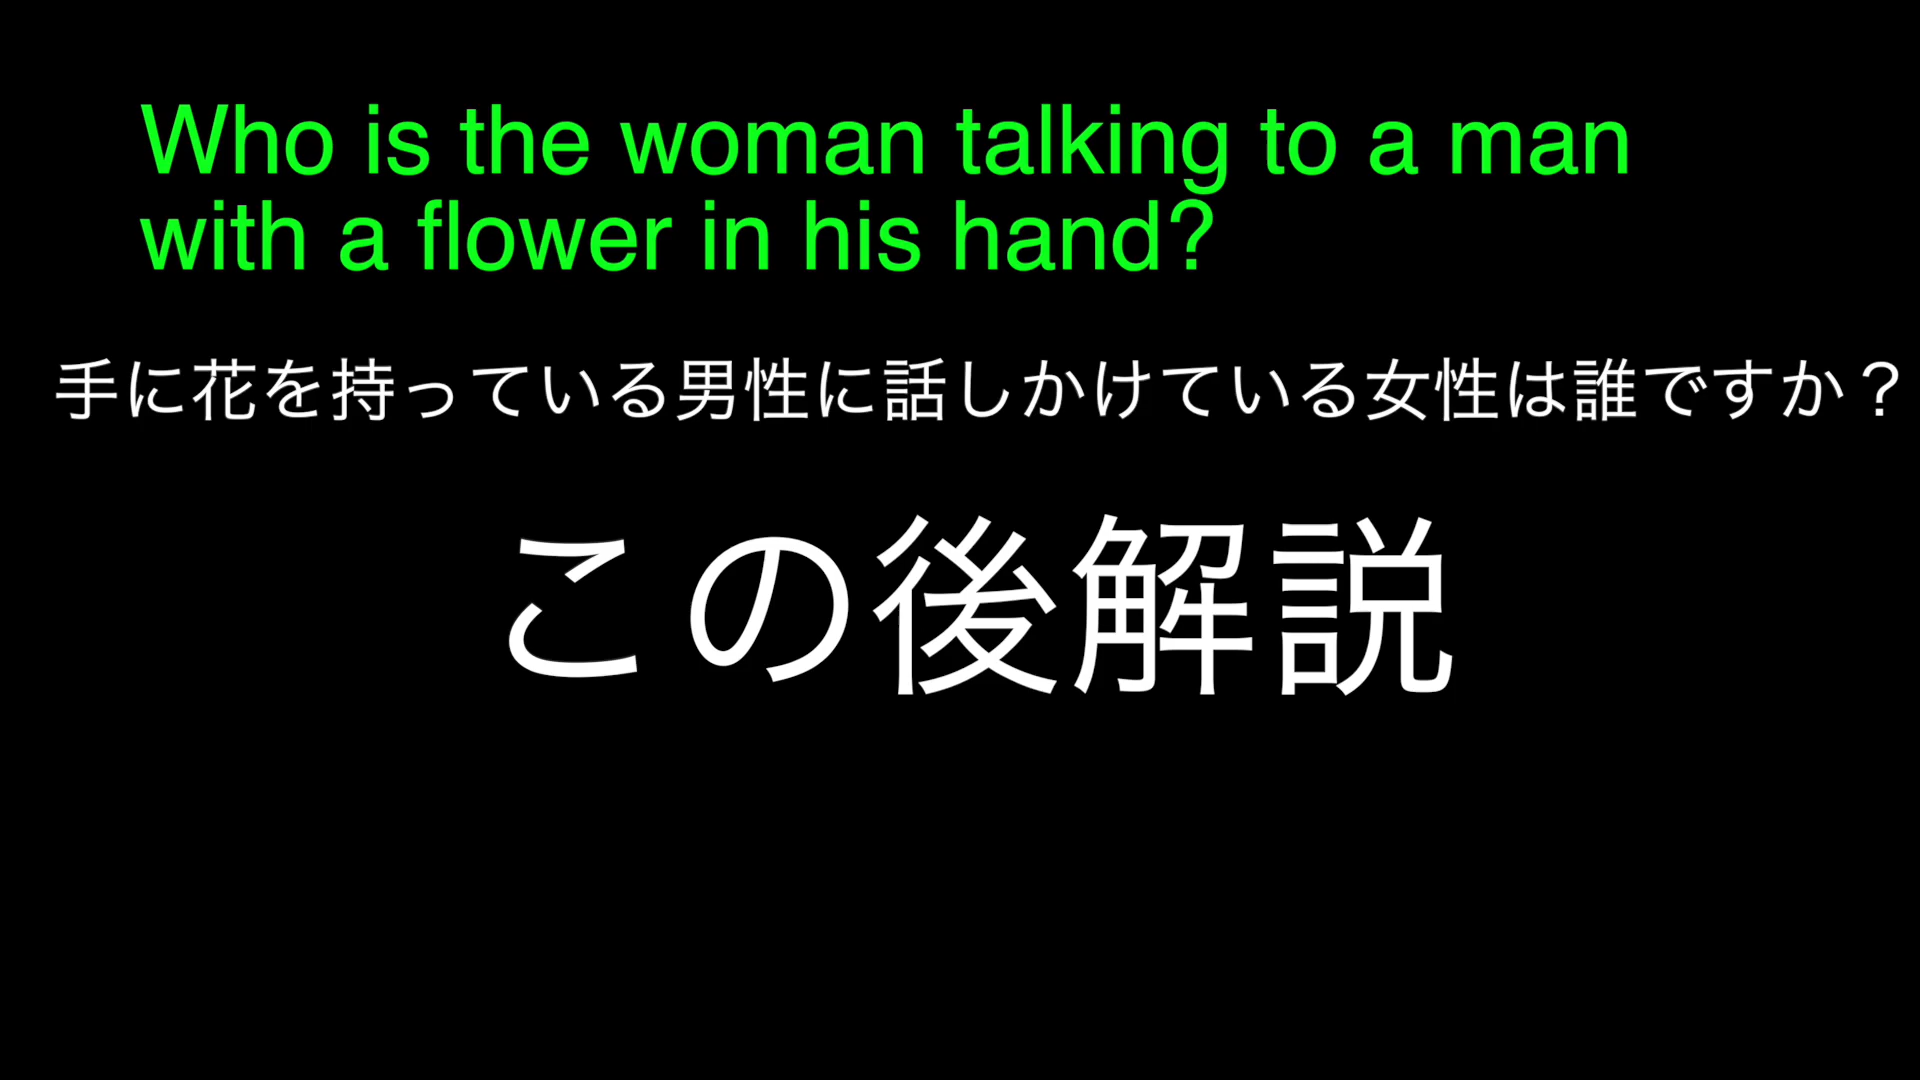 Who is the woman talking to a man
with a flower in his hand?
手に花を持っている男性に話しかけている女性は誰ですか？
この後解説